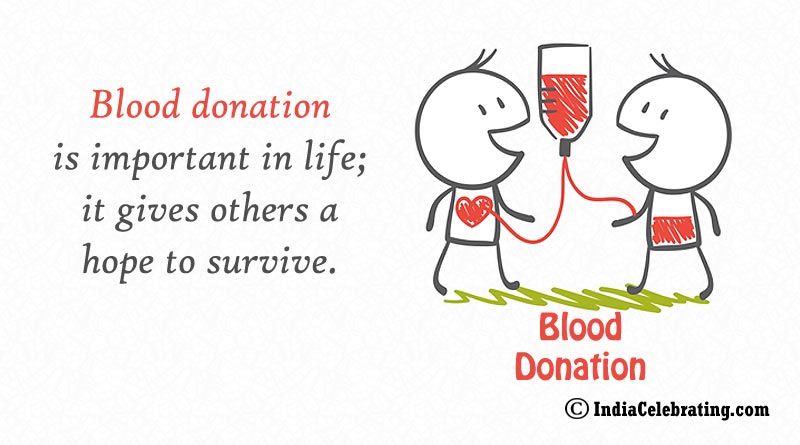 Blood donation
is important in life;
it gives others a
hope to survive.
Blood
Donation
© IndiaCelebrating.com